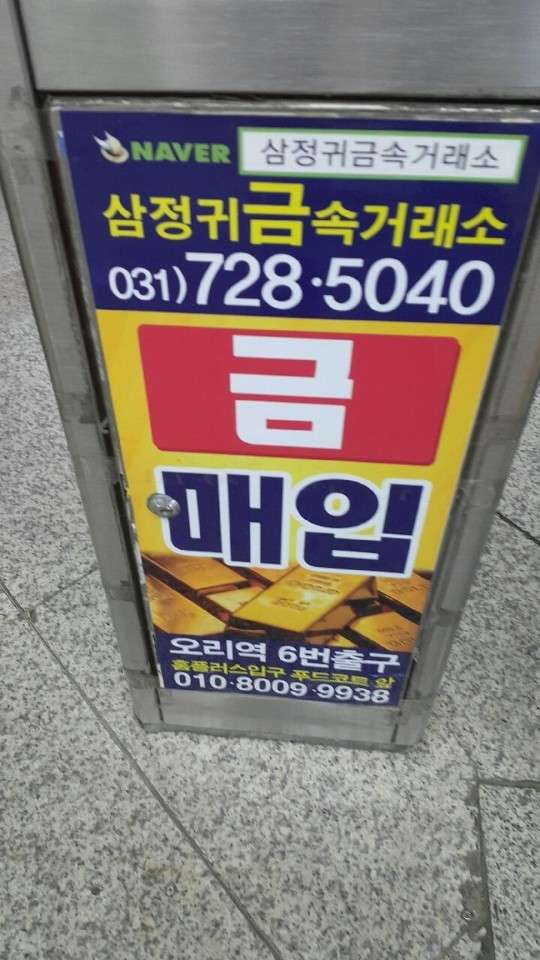 NAVER 삼정귀금속거래소
삼정귀금속거래소
031)728·5040
금
매입
오리역 6번출구
홈플러스입구 푸드코트 앞
010·8009·9938